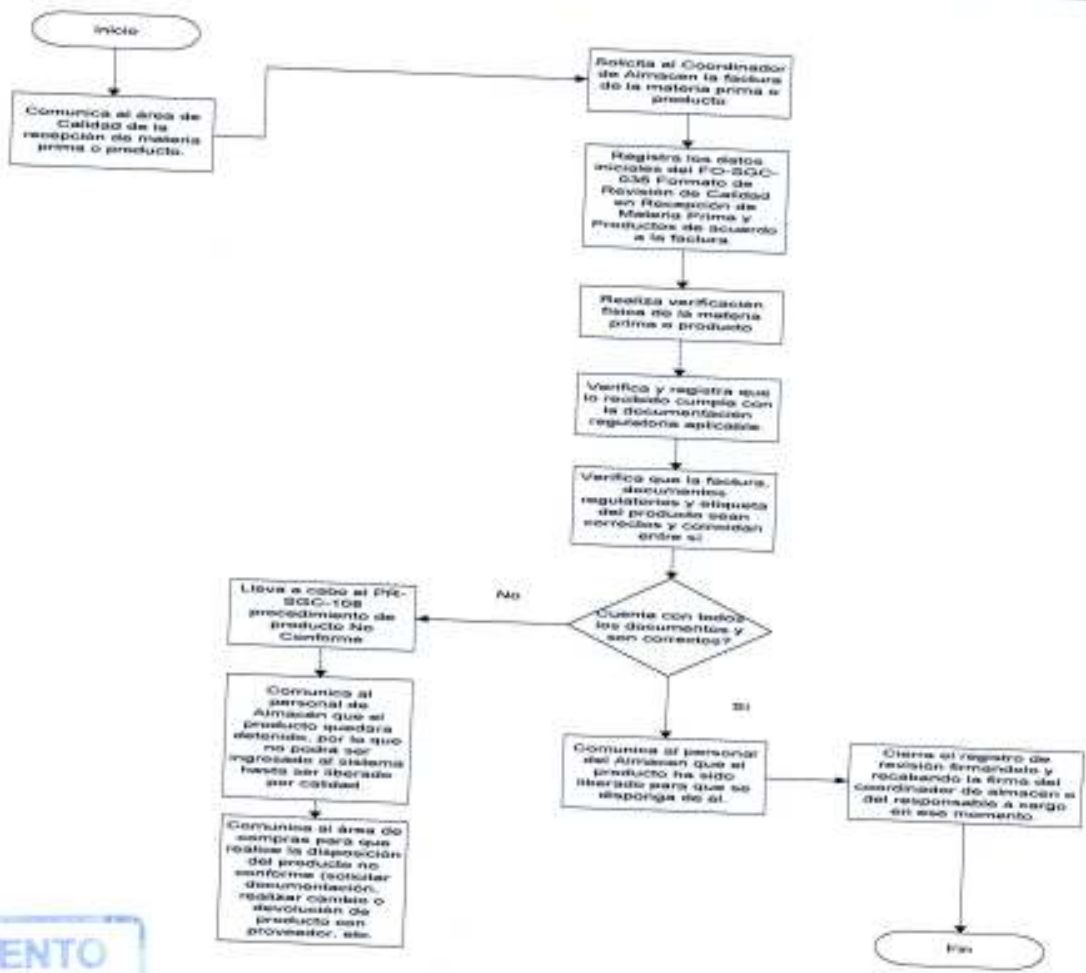 Inicio
Comunica al área de
Calidad de la
recepción de materia
prima o producto.
Solicita al Coordinador
de Almacen la factura
de la materia prima o
producto
Registra los datos
iniciales del FO-SGC-
036 Formato de
Revisión de Calidad
en Recepción de
Materia Prima y
Productos de acuerdo
a la factura
Realiza verificación
física de la materia
prima o producto
Verifica y registra que
lo recibido cumpla con
la documentación
regulatoria aplicable
Verifica que la factura,
documentos
regulatorios y etiqueta
del producto sean
correctos y coincidan
entre si
Cuenta con todos
los documentos y
son correctos?
No
Lleva a cabo el PR-
SGC-108
procedimiento de
producto No
Conforme
Comunica al
personal de
Almacén que el
producto quedara
detenido, por lo que
no podrá ser
ingresado al sistema
hasta ser liberado
por calidad
Comunica al área de
compras para que
realice la disposición
del producto no
conforme (solicitar
documentación,
realizar cambio o
devolución de
producto con
proveedor, etc.
Si
Comunica al personal
del Almacen que el
producto ha sido
liberado para que se
disponga de él.
Cierra el registro de
revisión firmándolo y
recabando la firma del
coordinador de almacén o
del responsable a cargo
en ese momento
Fin
ENTO